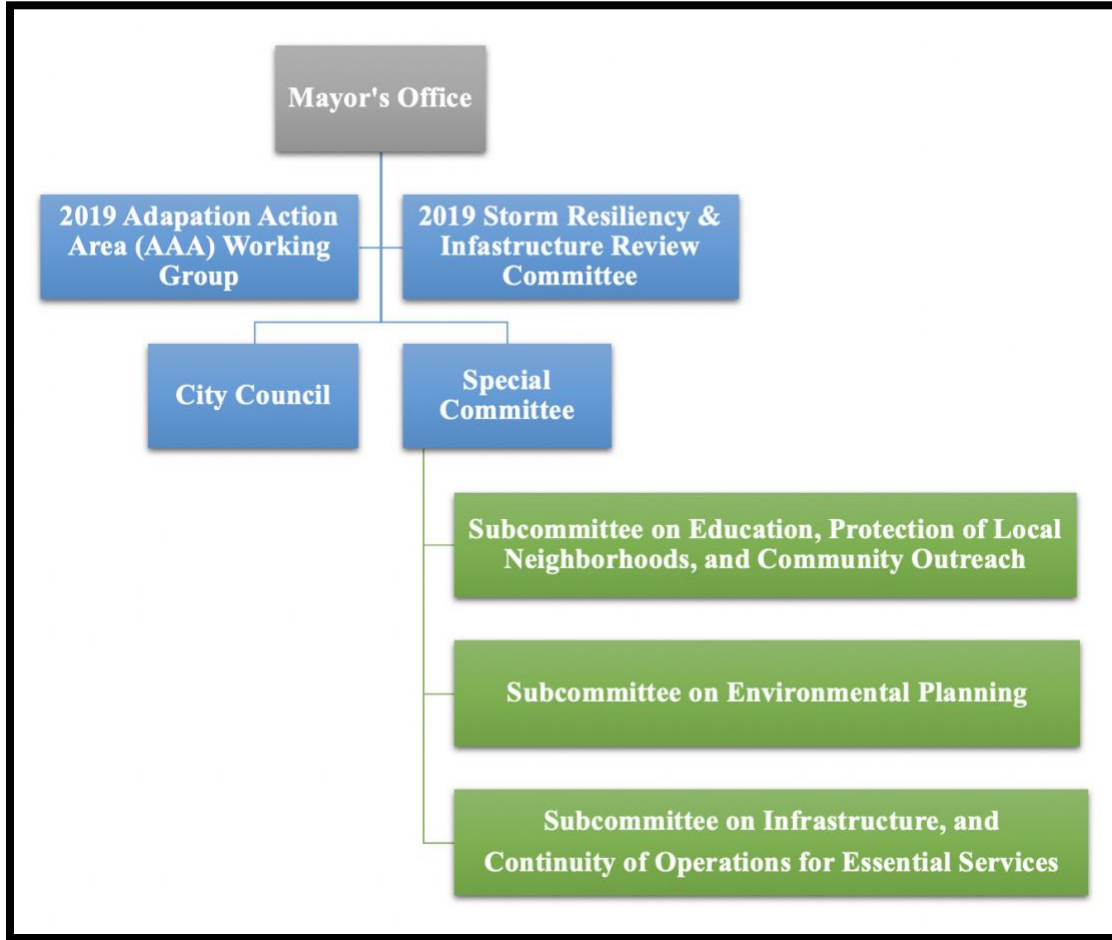 Mayor's Office
2019 Adapation Action
Area (AAA) Working
Group
2019 Storm Resiliency &
Infastructure Review
Committee
City Council
Special
Committee
Subcommittee on Education, Protection of Local
Neighborhoods, and Community Outreach
Subcommittee on Environmental Planning
Subcommittee on Infrastructure, and
Continuity of Operations for Essential Services